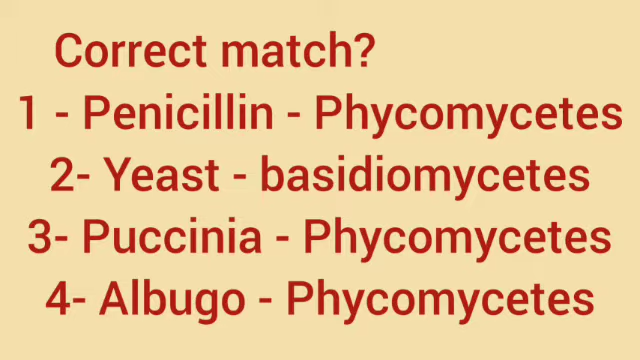 Correct match?
1 - Penicillin - Phycomycetes
2- Yeast - basidiomycetes
3- Puccinia - Phycomycetes
4- Albugo - Phycomycetes